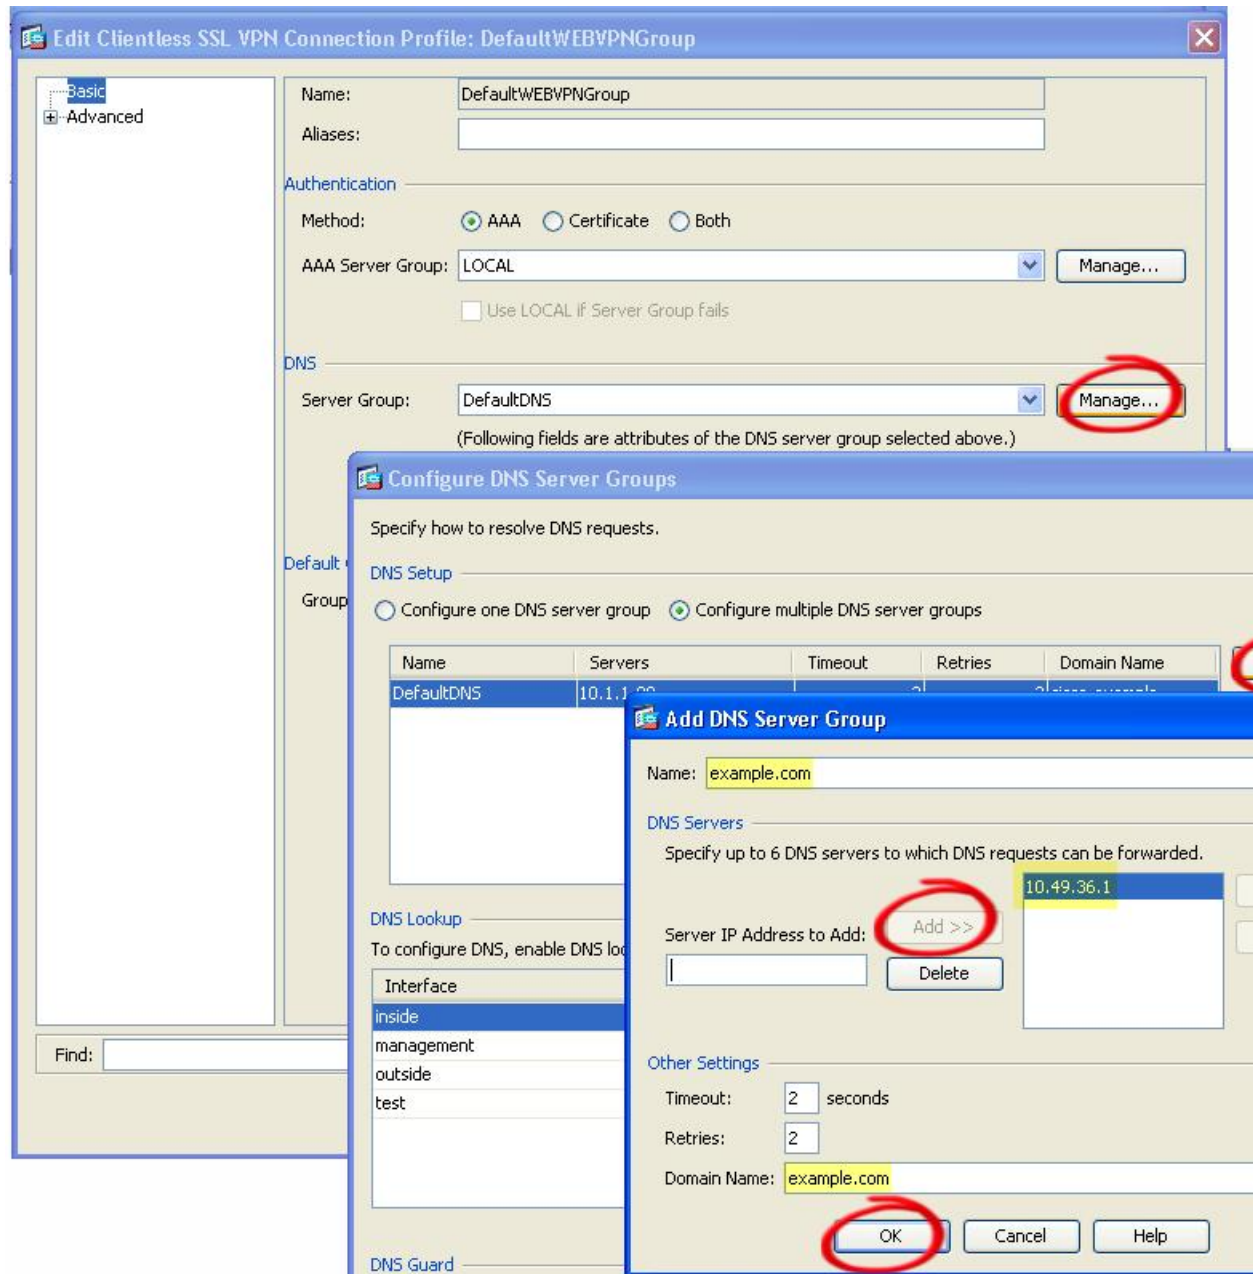 Edit Clientless SSL VPN Connection Profile: DefaultWEBVPNGroup
Basic
Advanced
Name: DefaultWEBVPNGroup
Aliases:
Authentication
Method: AAA Certificate Both
AAA Server Group: LOCAL Manage...
Use LOCAL if Server Group fails
DNS
Server Group: DefaultDNS Manage...
(Following fields are attributes of the DNS server group selected above.)
Default
Group
Find:
Configure DNS Server Groups
Specify how to resolve DNS requests.
DNS Setup
Configure one DNS server group Configure multiple DNS server groups
Name Servers Timeout Retries Domain Name
DefaultDNS
DNS Lookup
To configure DNS, enable DNS
Interface
inside
management
outside
test
DNS Guard
Add DNS Server Group
Name: example.com
DNS Servers
Specify up to 6 DNS servers to which DNS requests can be forwarded.
10.49.36.1
Server IP Address to Add: Add >>
Delete
Other Settings
Timeout: 2 seconds
Retries: 2
Domain Name: example.com
OK Cancel Help